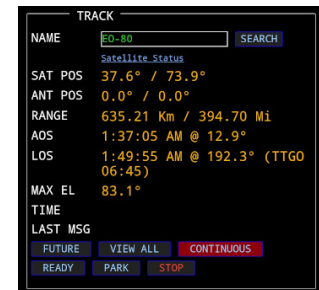 TRACK
NAME EO-80 SEARCH
Satellite Status
SAT POS 37.6° / 73.9°
ANT POS 0.0° / 0.0°
RANGE 635.21 Km / 394.70 Mi
AOS 1:37:05 AM @ 12.9°
LOS 1:49:55 AM @ 192.3° (TTGO
06:45)
MAX EL 83.1°
TIME
LAST MSG
FUTURE VIEW ALL CONTINUOUS
READY PARK STOP